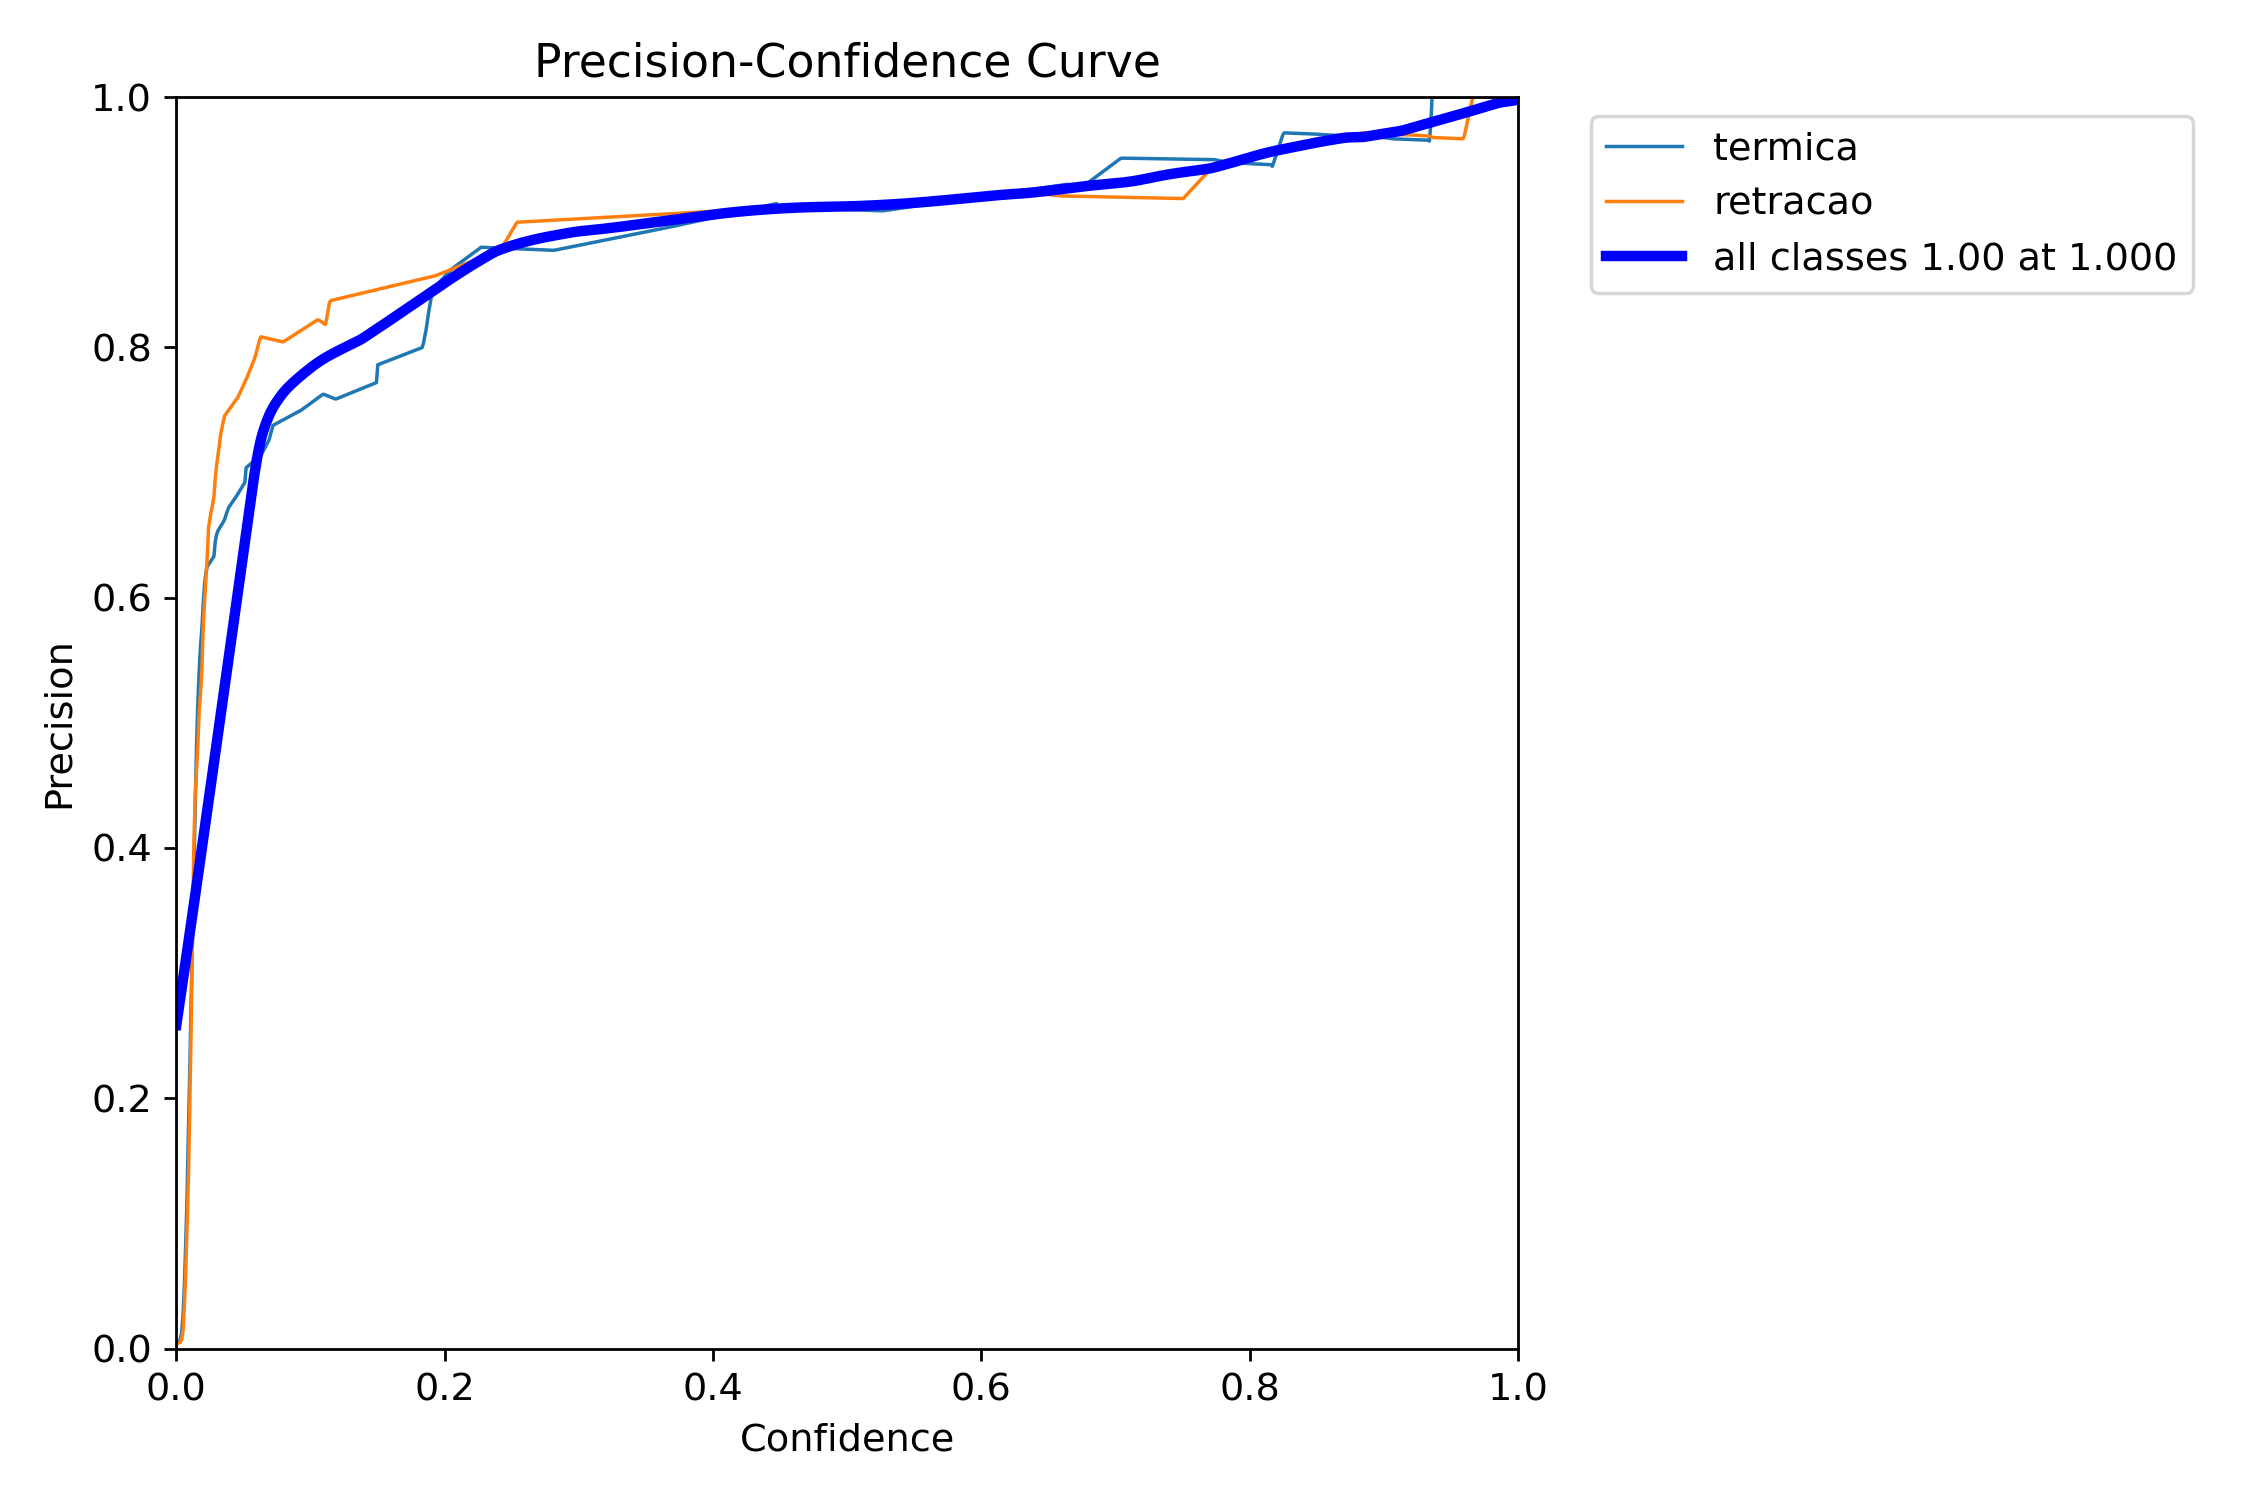 Precision-Confidence Curve
1.0
0.8
0.6
0.4
0.2
0.0
Precision
0.0 0.2 0.4 0.6 0.8 1.0
Confidence
termica
retracao
all classes 1.00 at 1.000